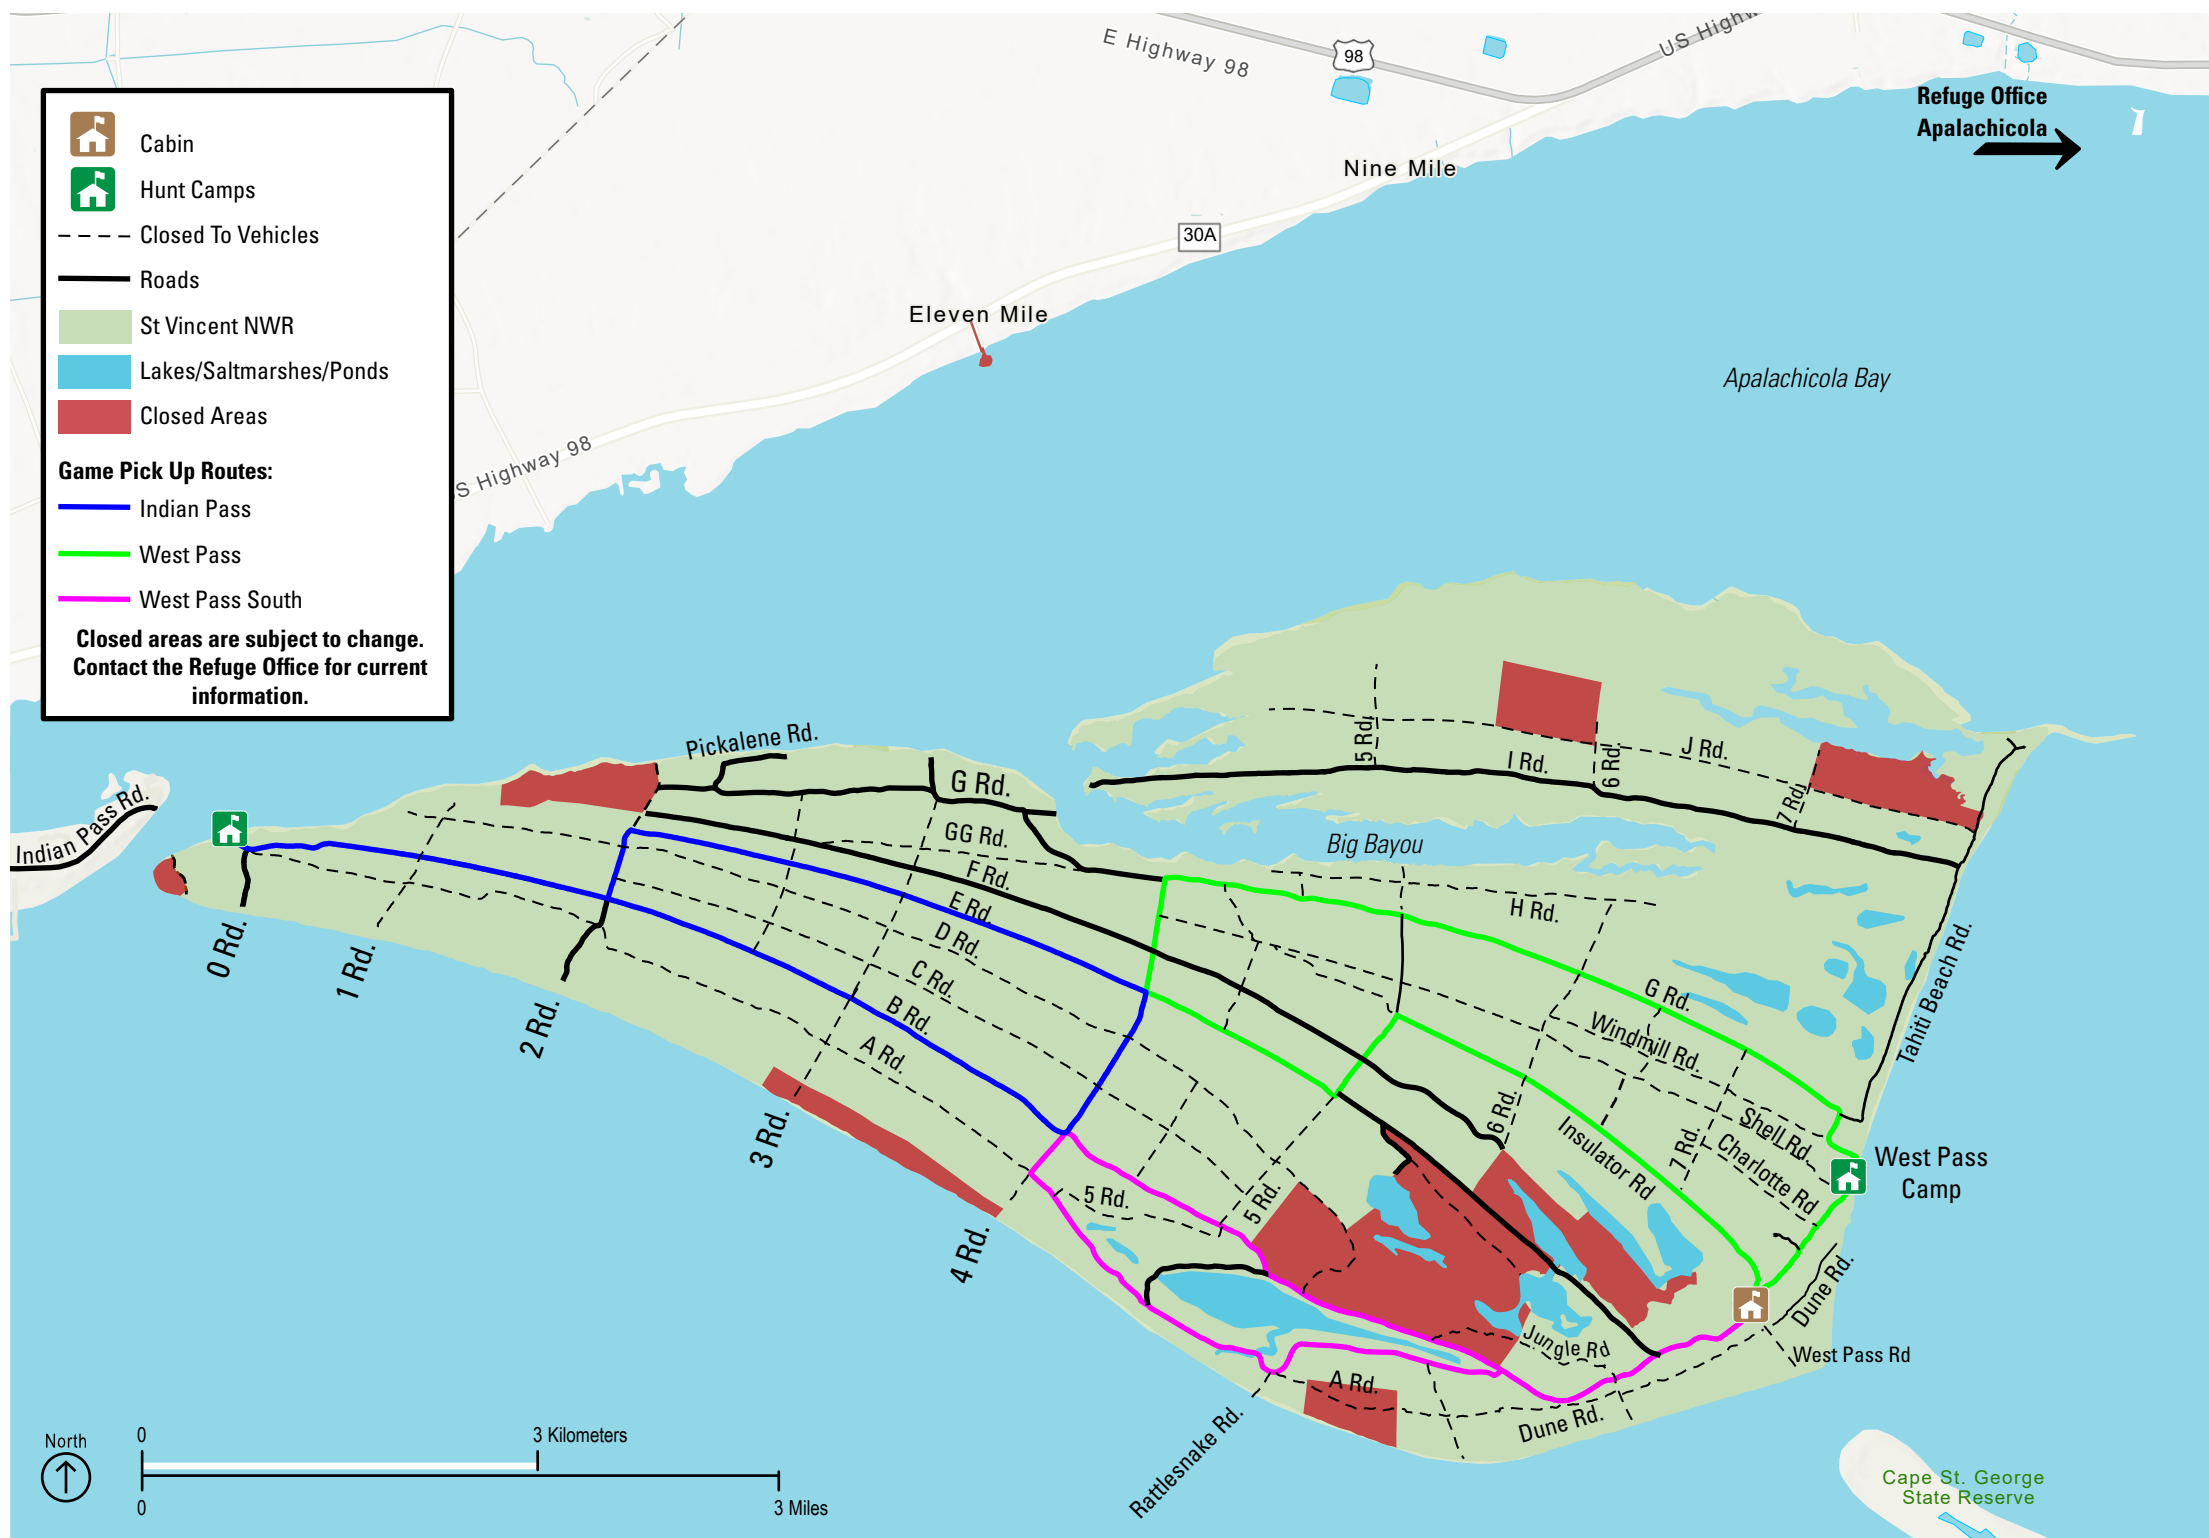 E Highway 98
98
US Highw
Refuge Office
Apalachicola
Cabin
Hunt Camps
Closed To Vehicles
Roads
St Vincent NWR
Lakes/Saltmarshes/Ponds
Closed Areas
Game Pick Up Routes:
Indian Pass
West Pass
West Pass South
Closed areas are subject to change.
Contact the Refuge Office for current
information.
Nine Mile
30A
Eleven Mile
S Highway 98
Apalachicola Bay
Pickalene Rd.
G Rd.
5 Rd.
I Rd.
6 Rd.
J Rd.
7 Rd.
Indian Pass Rd.
GG Rd.
Big Bayou
F Rd.
E Rd.
H Rd.
D Rd.
0 Rd.
1 Rd.
C Rd.
B Rd.
G Rd.
Tahiti Beach Rd.
2 Rd.
A Rd.
Windmill Rd.
6 Rd.
Shell Rd.
3 Rd.
Insulator Rd
7 Rd.
Charlotte Rd
West Pass
Camp
5 Rd.
5 Rd.
4 Rd.
Dune Rd.
Jungle Rd
West Pass Rd
A Rd.
Dune Rd.
Rattlesnake Rd.
North
0
3 Kilometers
0
3 Miles
Cape St. George
State Reserve